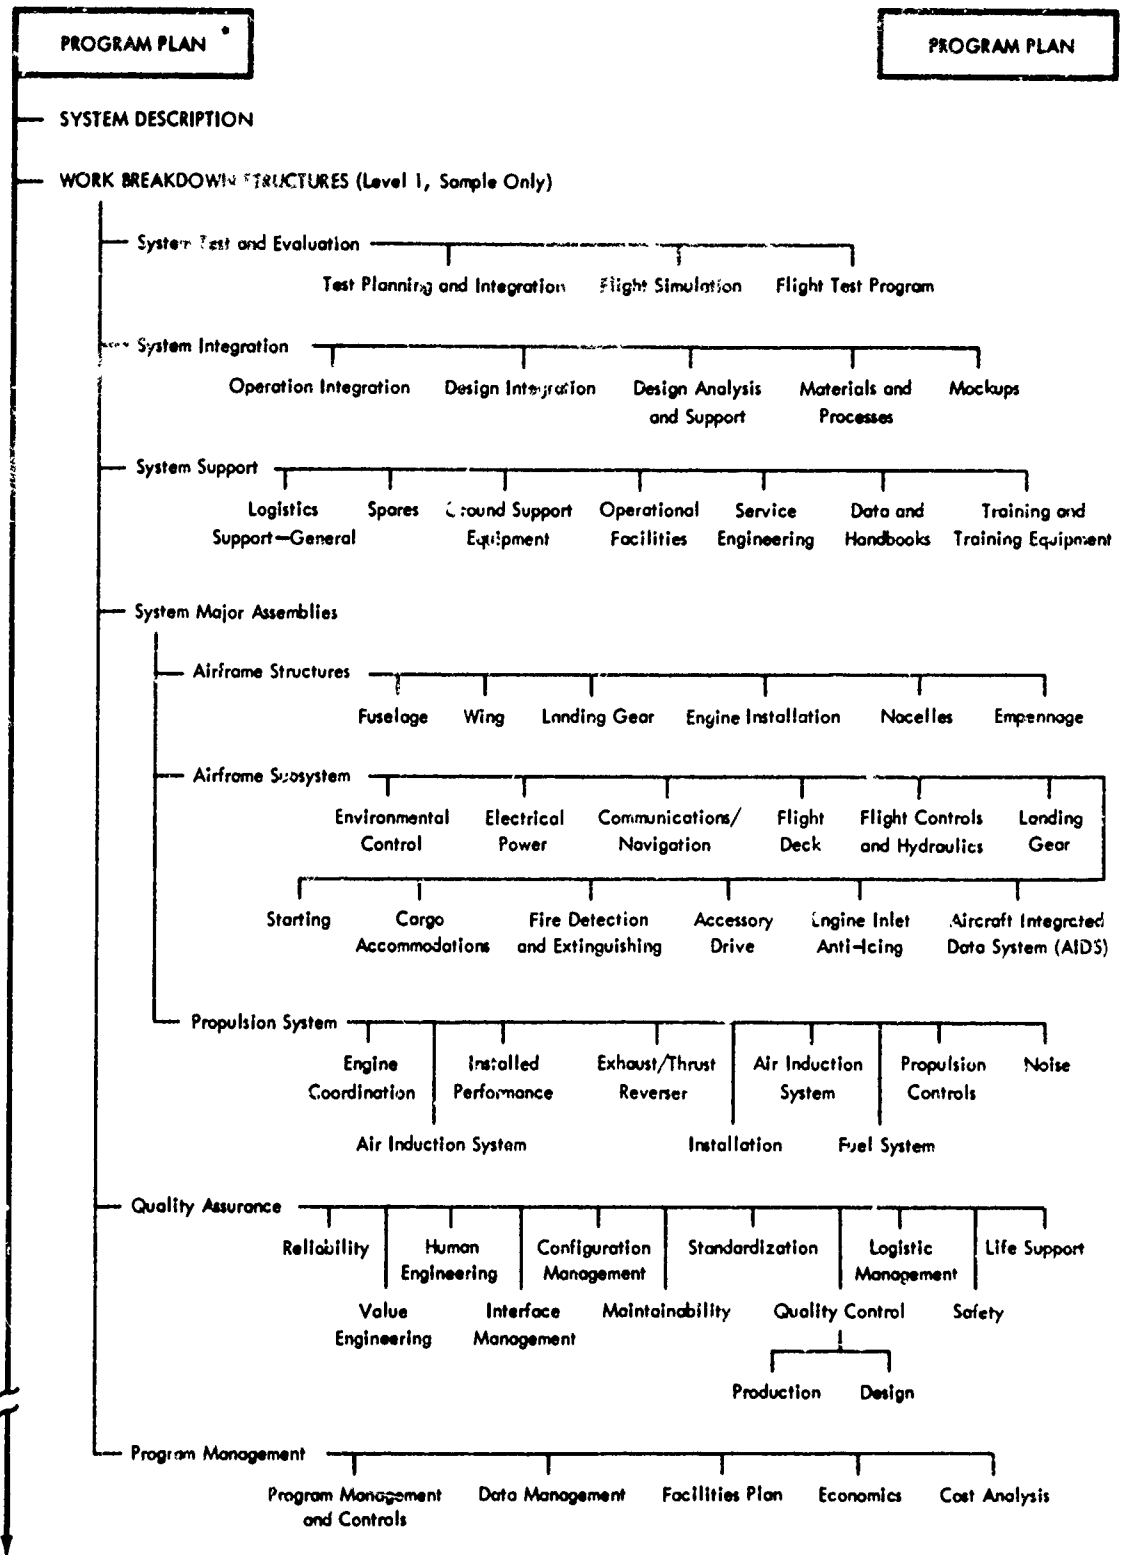 PROGRAM PLAN *
PROGRAM PLAN
SYSTEM DESCRIPTION
WORK BREAKDOWN STRUCTURES (Level 1, Sample Only)
System Test and Evaluation
Test Planning and Integration Flight Simulation Flight Test Program
System Integration
Operation Integration Design Integration Design Analysis Materials and Mockups
and Support Processes
System Support
Logistics Spares Ground Support Operational Service Data and Training and
Support—General Equipment Facilities Engineering Handbooks Training Equipment
System Major Assemblies
Airframe Structures
Fuselage Wing Landing Gear Engine Installation Nacelles Empennage
Airframe Subsystem
Environmental Electrical Communications/ Flight Flight Controls Landing
Control Power Navigation Deck and Hydraulics Gear
Starting Cargo Fire Detection Accessory Engine Inlet Aircraft Integrated
Accommodations and Extinguishing Drive Anti-Icing Data System (AIDS)
Propulsion System
Engine Installed Exhaust/Thrust Air Induction Propulsion Noise
Coordination Performance Reverser System Controls
Air Induction System Installation Fuel System
Quality Assurance
Reliability Human Configuration Standardization Logistic Life Support
Engineering Management Management
Value Interface Maintainability Quality Control Safety
Engineering Management
Production Design
Program Management
Program Management Data Management Facilities Plan Economics Cost Analysis
and Controls